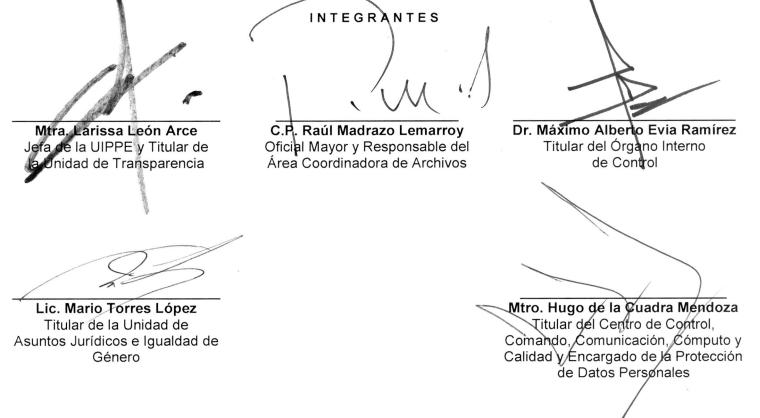 INTEGRANTES
Mtra. Larissa León Arce
Jefa de la UIPPE y Titular de
la Unidad de Transparencia
C.P. Raúl Madrazo Lemarroy
Oficial Mayor y Responsable del
Área Coordinadora de Archivos
Dr. Máximo Alberto Evia Ramírez
Titular del Órgano Interno
de Control
Lic. Mario Torres López
Titular de la Unidad de
Asuntos Jurídicos e Igualdad de
Género
Mtro. Hugo de la Cuadra Mendoza
Titular del Centro de Control,
Comando, Comunicación, Cómputo y
Calidad y Encargado de la Protección
de Datos Personales